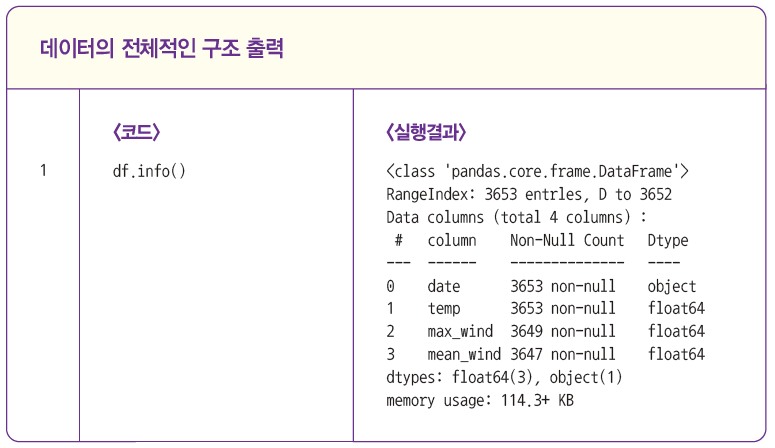 데이터의 전체적인 구조 출력
<코드>
<실행결과>
1
df.info()
<class 'pandas.core.frame.DataFrame'>
RangeIndex: 3653 entrles, D to 3652
Data columns (total 4 columns) :
# column Non-Null Count Dtype
--- ------ -------------- ----
0 date 3653 non-null object
1 temp 3653 non-null float64
2 max_wind 3649 non-null float64
3 mean_wind 3647 non-null float64
dtypes: float64(3), object(1)
memory usage: 114.3+ KB